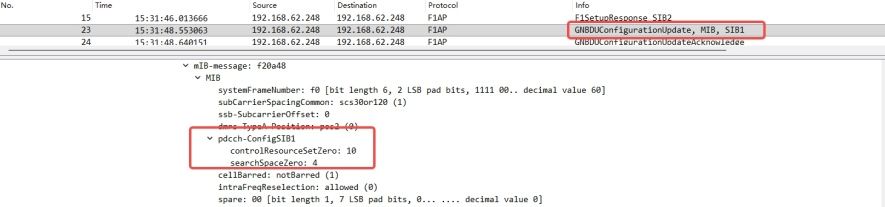 No. Time Source Destination Protocol Info
15 15:31:46.013666 192.168.62.248 192.168.62.248 F1AP F1SetupResponse SIB2
23 15:31:48.553063 192.168.62.248 192.168.62.248 F1AP GNBDUConfigurationUpdate, MIB, SIB1
24 15:31:48.640151 192.168.62.248 192.168.62.248 F1AP GNBDUConfigurationUpdateAcknowledge
mIB-message: f20a48
MIB
systemFrameNumber: f0 [bit length 6, 2 LSB pad bits, 1111 00.. decimal value 60]
subCarrierSpacingCommon: scs30or120 (1)
ssb-SubcarrierOffset: 0
dmrs-TypeA-Position: pos2 (0)
pdcch-ConfigSIB1
controlResourceSetZero: 10
searchSpaceZero: 4
cellBarred: notBarred (1)
intraFreqReselection: allowed (0)
spare: 00 [bit length 1, 7 LSB pad bits, 0... .... decimal value 0]